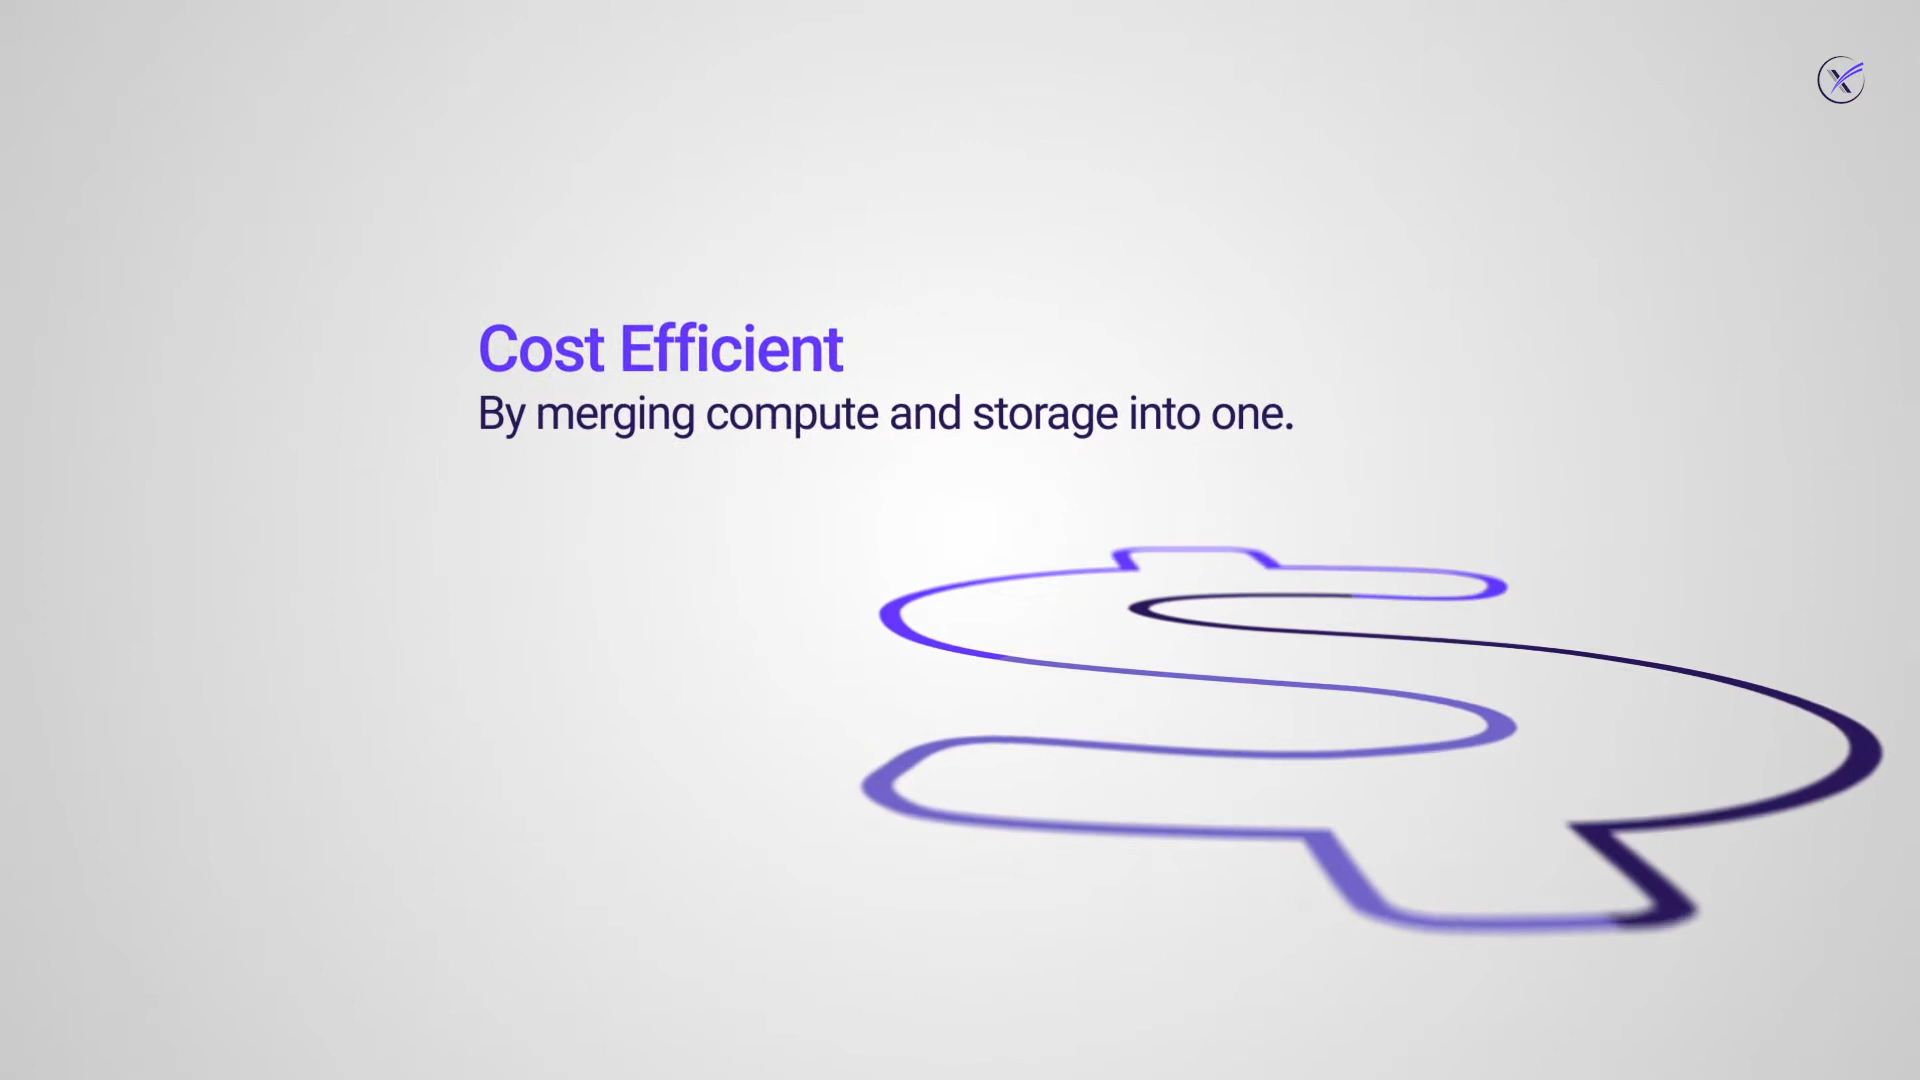 Cost Efficient
By merging compute and storage into one.